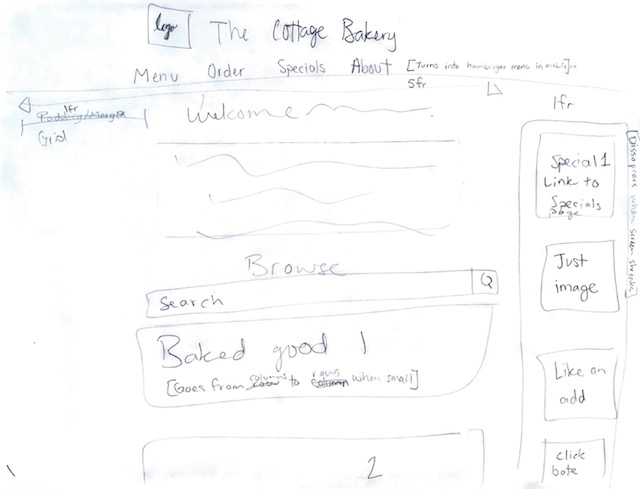 logo The Cottage Bakery
Menu Order Specials About [Turns into hamburger menu in mobile]
1fr 5fr 1fr
Padding/Margin
Grid
Welcome
Special 1
Link to
Specials
page
[Dissapears when screen shrinks]
Just
image
Browse
Search Q
Baked good 1
[Goes from columns to rows column when small]
Like an
add
2
click
bate